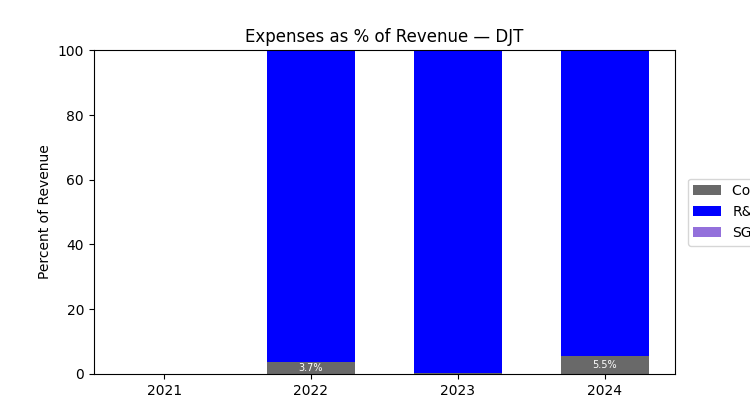 Expenses as % of Revenue — DJT
Percent of Revenue
100
80
60
40
20
0
3.7%
5.5%
2021 2022 2023 2024
Co
R&
SG